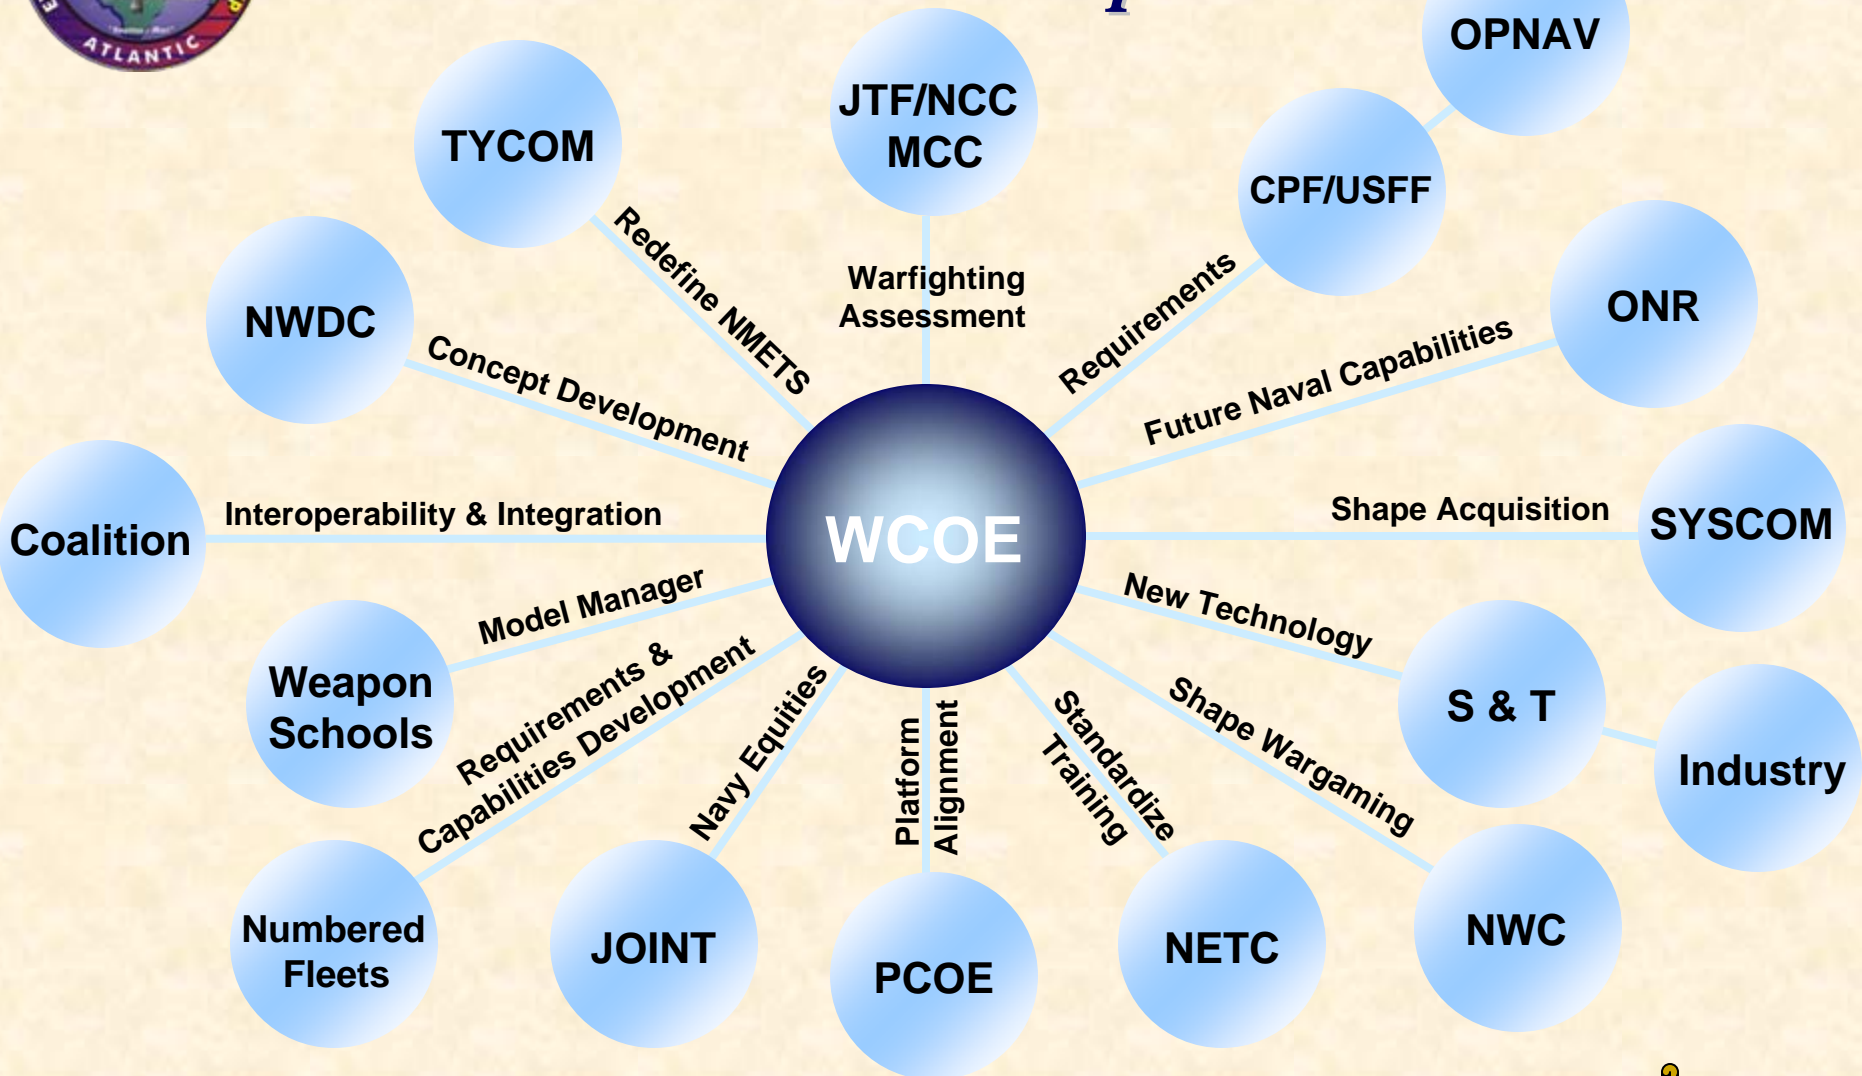 ATLANTIC
OPNAV
JTF/NCC
MCC
TYCOM
CPF/USFF
Redefine NMETS
Warfighting
Assessment
Requirements
ONR
NWDC
Concept Development
Future Naval Capabilities
Coalition
Interoperability & Integration
WCOE
Shape Acquisition
SYSCOM
Model Manager
New Technology
Weapon
Schools
Requirements &
Capabilities Development
Navy Equities
Platform
Alignment
Standardize
Training
Shape Wargaming
S & T
Industry
Numbered
Fleets
JOINT
PCOE
NETC
NWC